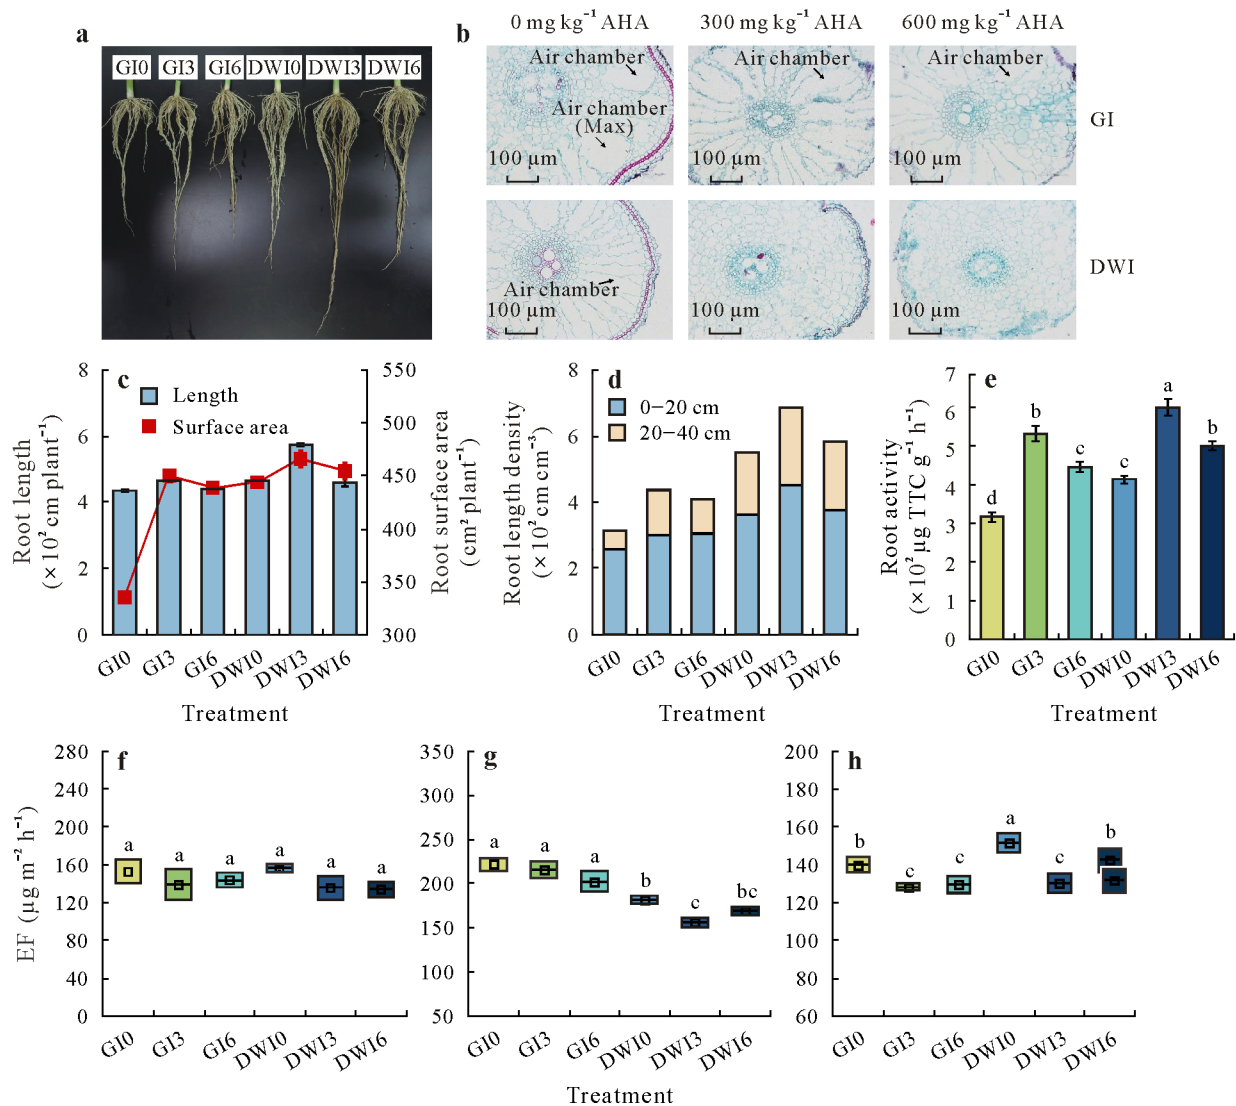 a
GI0 GI3 GI6 DWI0 DWI3 DWI6
b
0 mg kg⁻¹ AHA 300 mg kg⁻¹ AHA 600 mg kg⁻¹ AHA
Air chamber Air chamber Air chamber
Air chamber
(Max)
100 µm 100 µm 100 µm
GI
Air chamber
100 µm 100 µm 100 µm
DWI
c
Length
Surface area
Root length
(×10² cm plant⁻¹)
8
6
4
2
0
Root surface area
(cm² plant⁻¹)
550
500
450
400
350
300
GI0 GI3 GI6 DWI0 DWI3 DWI6
Treatment
d
0−20 cm
20−40 cm
Root length density
(×10² cm cm⁻³)
8
6
4
2
0
GI0 GI3 GI6 DWI0 DWI3 DWI6
Treatment
e
Root activity
(×10² µg TTC g⁻¹ h⁻¹)
7
6
5
4
3
2
1
0
d b c c a b
GI0 GI3 GI6 DWI0 DWI3 DWI6
Treatment
f
EF (µg m⁻² h⁻¹)
280
240
200
160
120
80
40
0
a a a a a a
GI0 GI3 GI6 DWI0 DWI3 DWI6
g
350
300
250
200
150
100
50
a a a b c bc
GI0 GI3 GI6 DWI0 DWI3 DWI6
h
200
180
160
140
120
100
80
60
b c c a c b
GI0 GI3 GI6 DWI0 DWI3 DWI6
Treatment